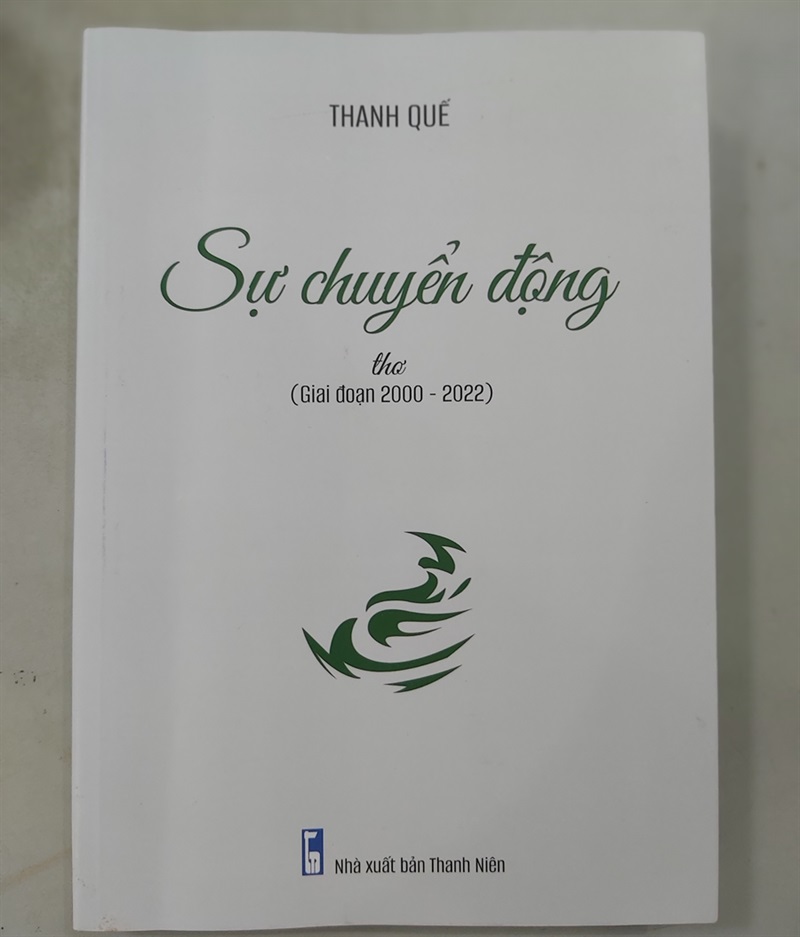 THANH QUẾ
Sự chuyển động
thơ
(Giai đoạn 2000 - 2022)
Nhà xuất bản Thanh Niên